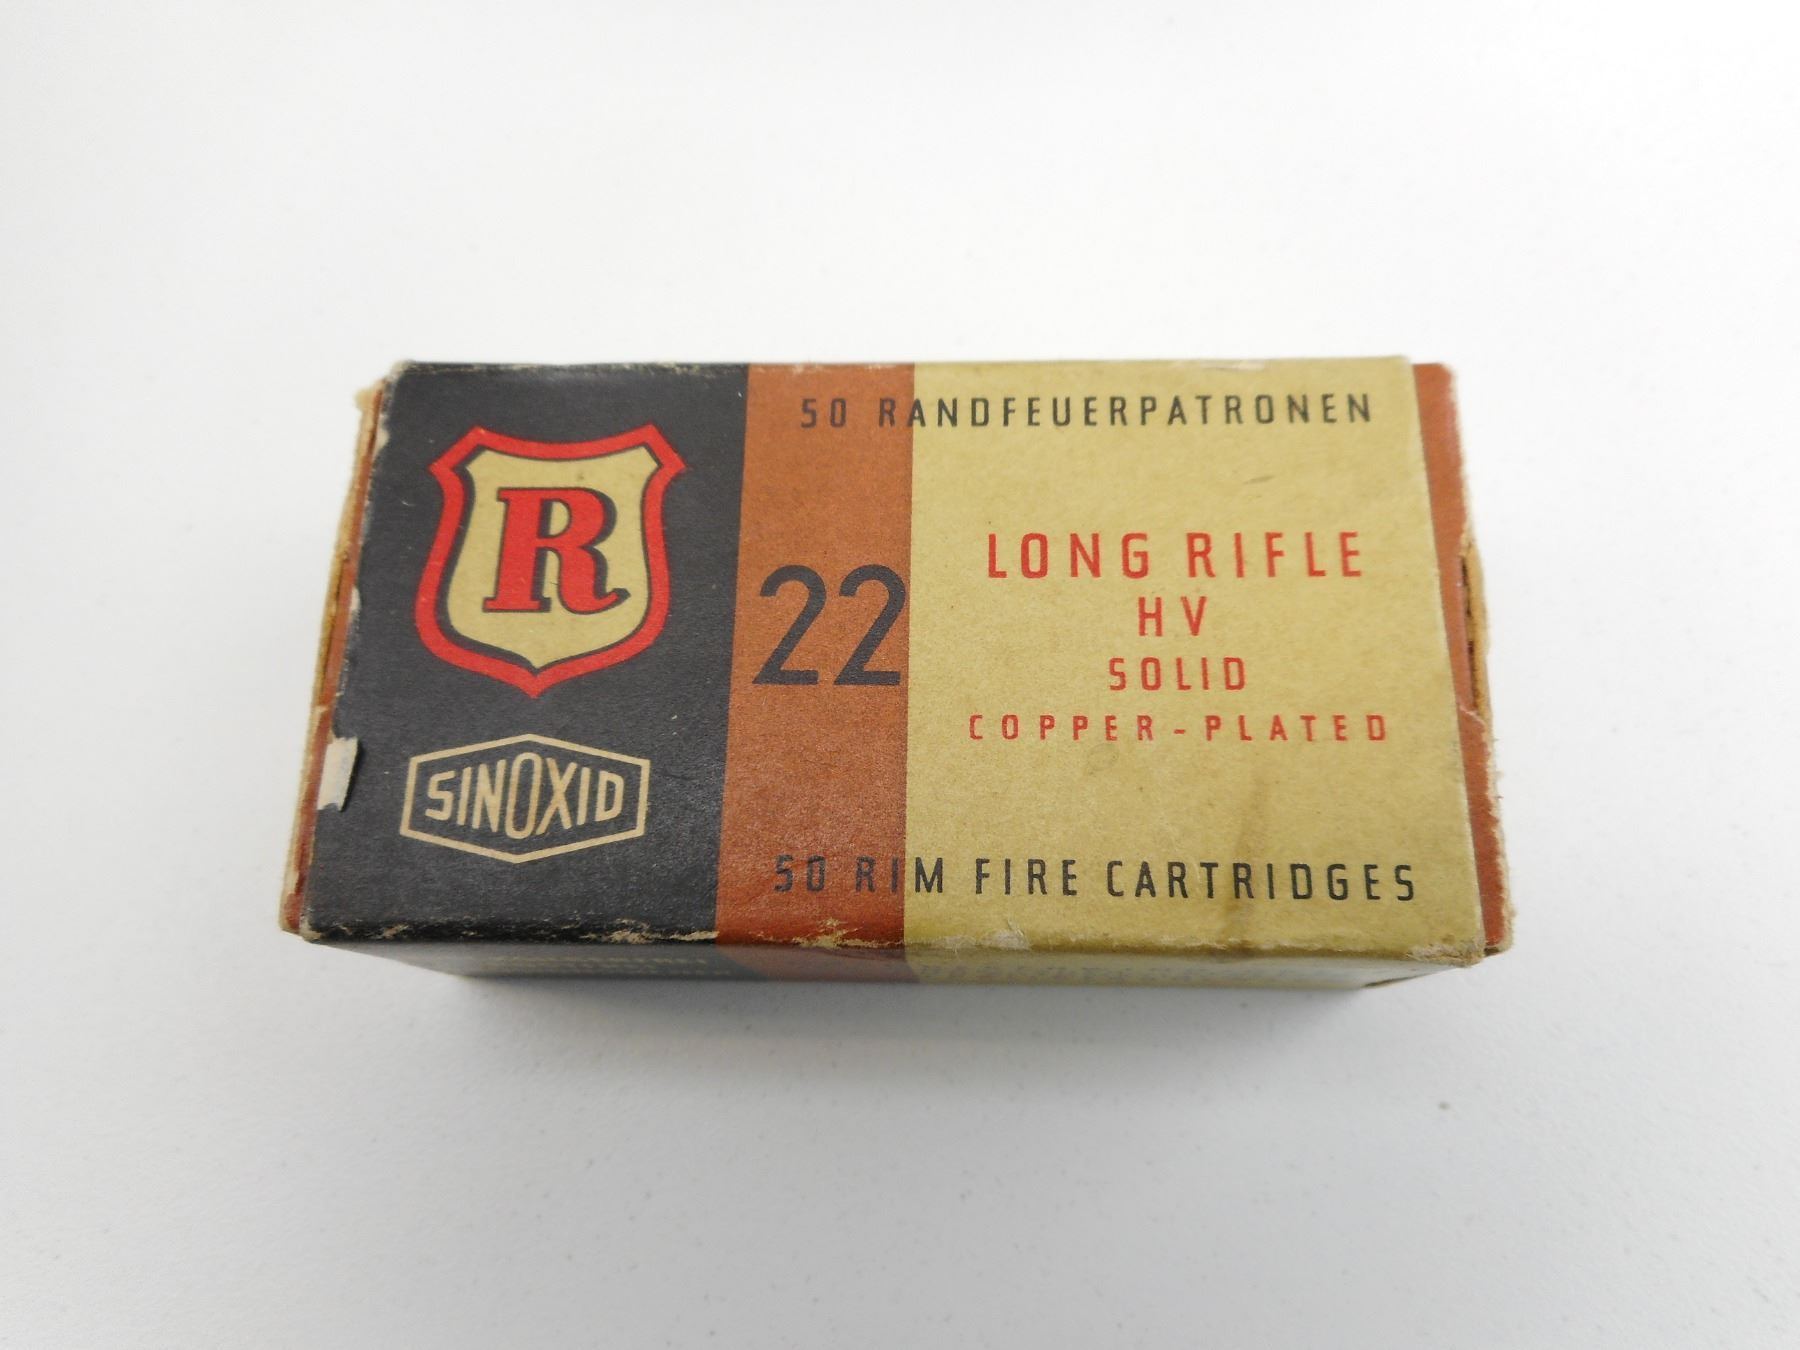 R
SINOXID
50 RANDFEUERPATRONEN
22
LONG RIFLE
HV
SOLID
COPPER-PLATED
50 RIM FIRE CARTRIDGES